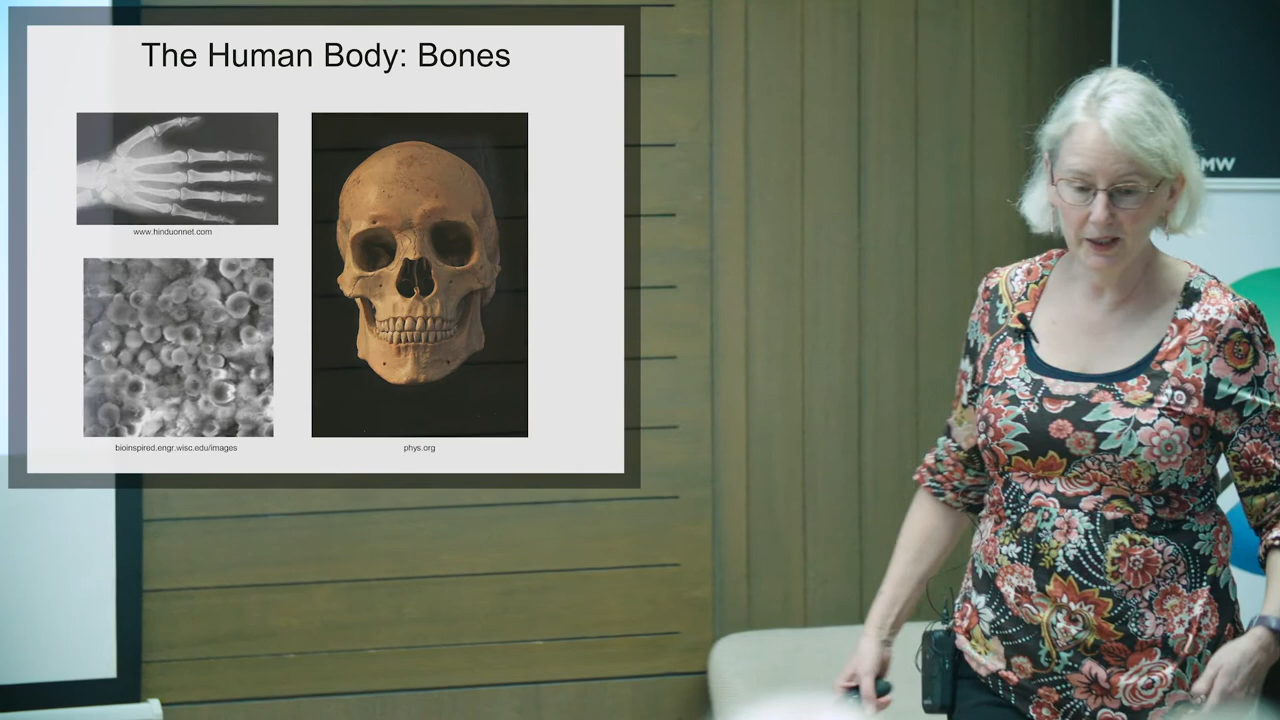 The Human Body: Bones
www.hinduonnet.com
bioinspired.engr.wisc.edu/images
phys.org
MW